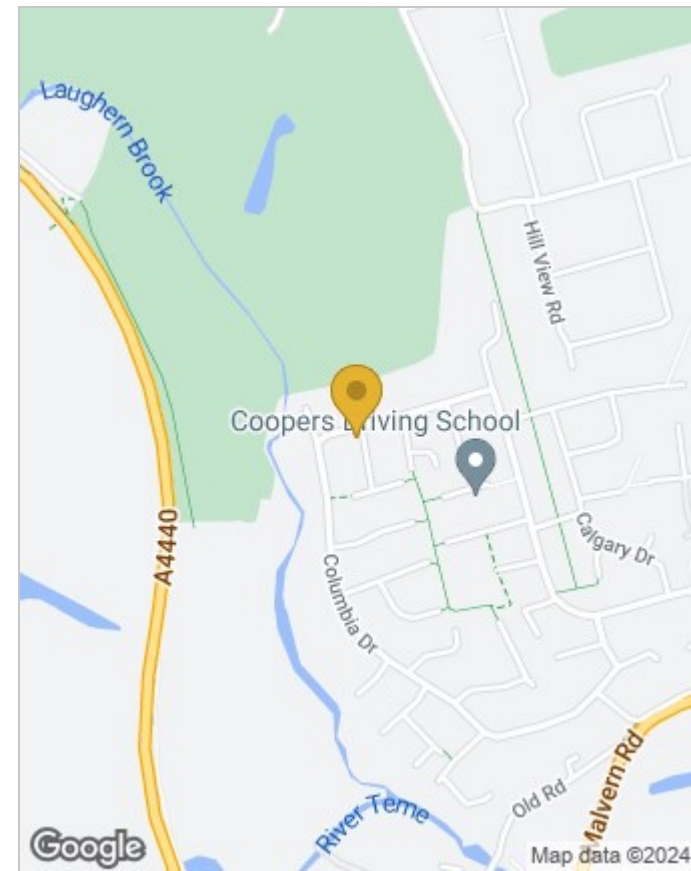 Laughern Brook
Hill View Rd
Coopers Driving School
A4440
Calgary Dr
Columbia Dr
Malvern Rd
Old Rd
River Teme
Google
Map data ©2024